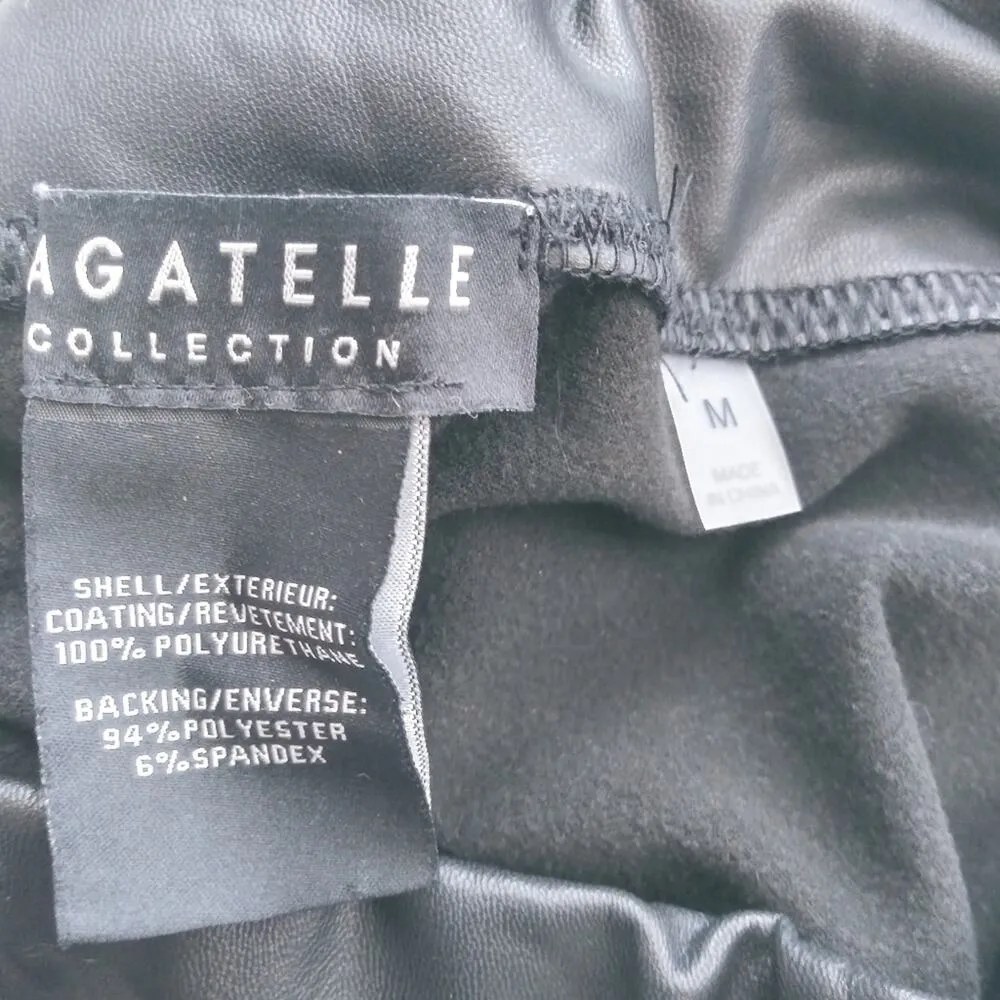 AGATELLE
COLLECTION
SHELL/EXTERIEUR:
COATING/REVETEMENT:
100% POLYURETHANE
BACKING/ENVERSE:
94% POLYESTER
6% SPANDEX
M
MADE
IN CHINA